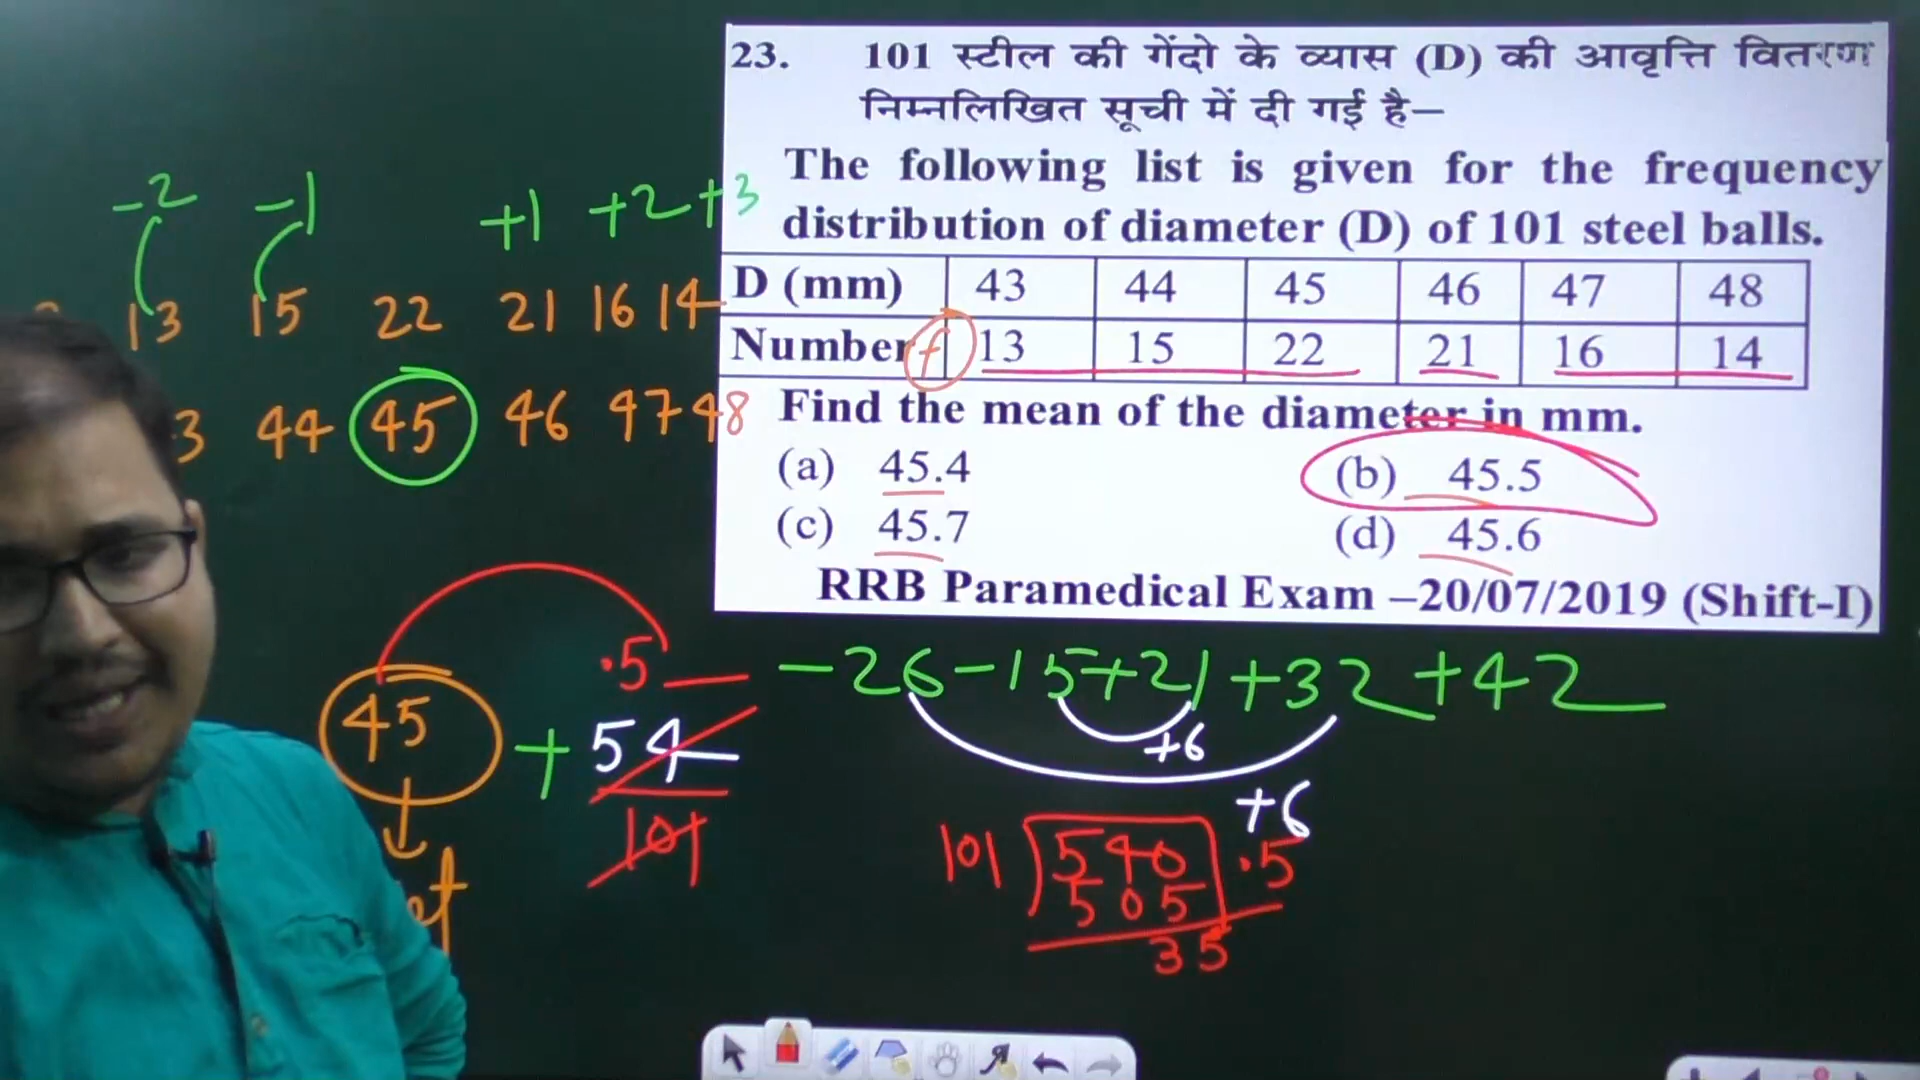 23. 101 स्टील की गेंदो के व्यास (D) की आवृत्ति वितरण
निम्नलिखित सूची में दी गई है–
The following list is given for the frequency
distribution of diameter (D) of 101 steel balls.
D (mm) 43 44 45 46 47 48
Number f 13 15 22 21 16 14
Find the mean of the diameter in mm.
(a) 45.4 (b) 45.5
(c) 45.7 (d) 45.6
RRB Paramedical Exam –20/07/2019 (Shift-I)
-2 -1 +1 +2 +3
13 15 22 21 16 14
3 44 45 46 47 48
.5
45 + 54
101
-26-15+21+32+42
+6
+6
101 540 .5
505
35